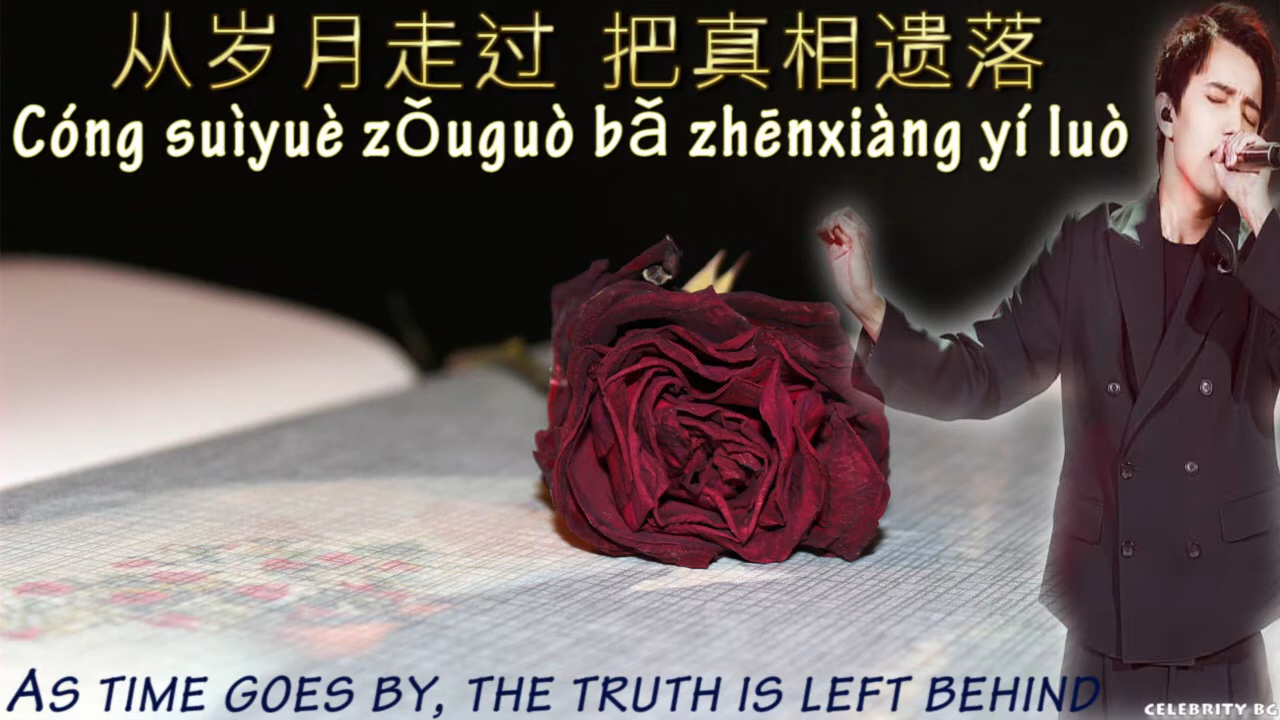 从岁月走过 把真相遗落
Cóng suìyuè zǒuguò bǎ zhēnxiàng yí luò
AS TIME GOES BY, THE TRUTH IS LEFT BEHIND
CELEBRITY BG